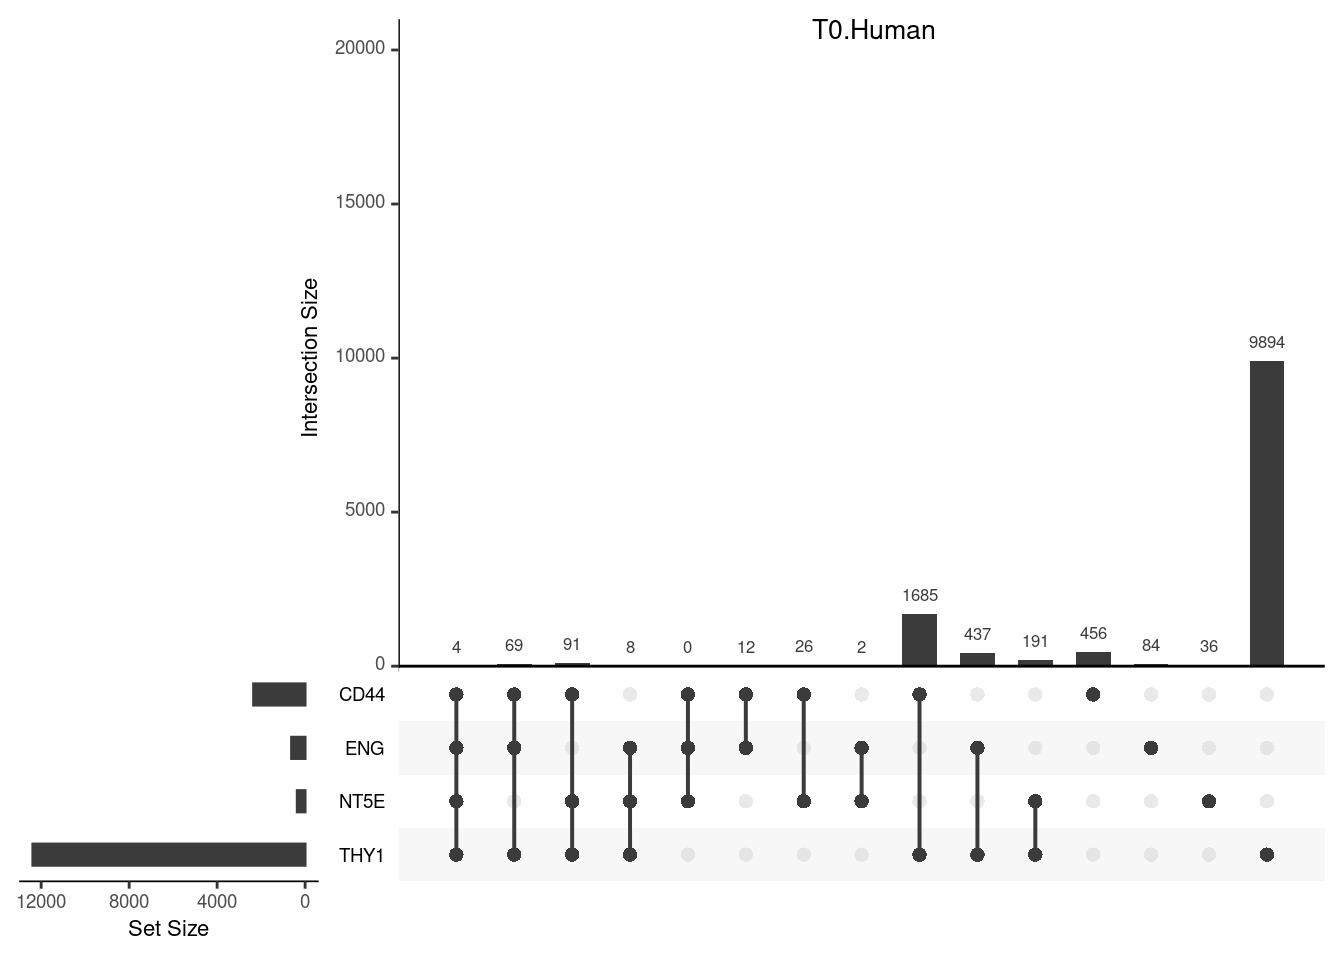 T0.Human
20000
15000
10000
5000
0
Intersection Size
4 69 91 8 0 12 26 2 1685 437 191 456 84 36 9894
CD44
ENG
NT5E
THY1
12000 8000 4000 0
Set Size